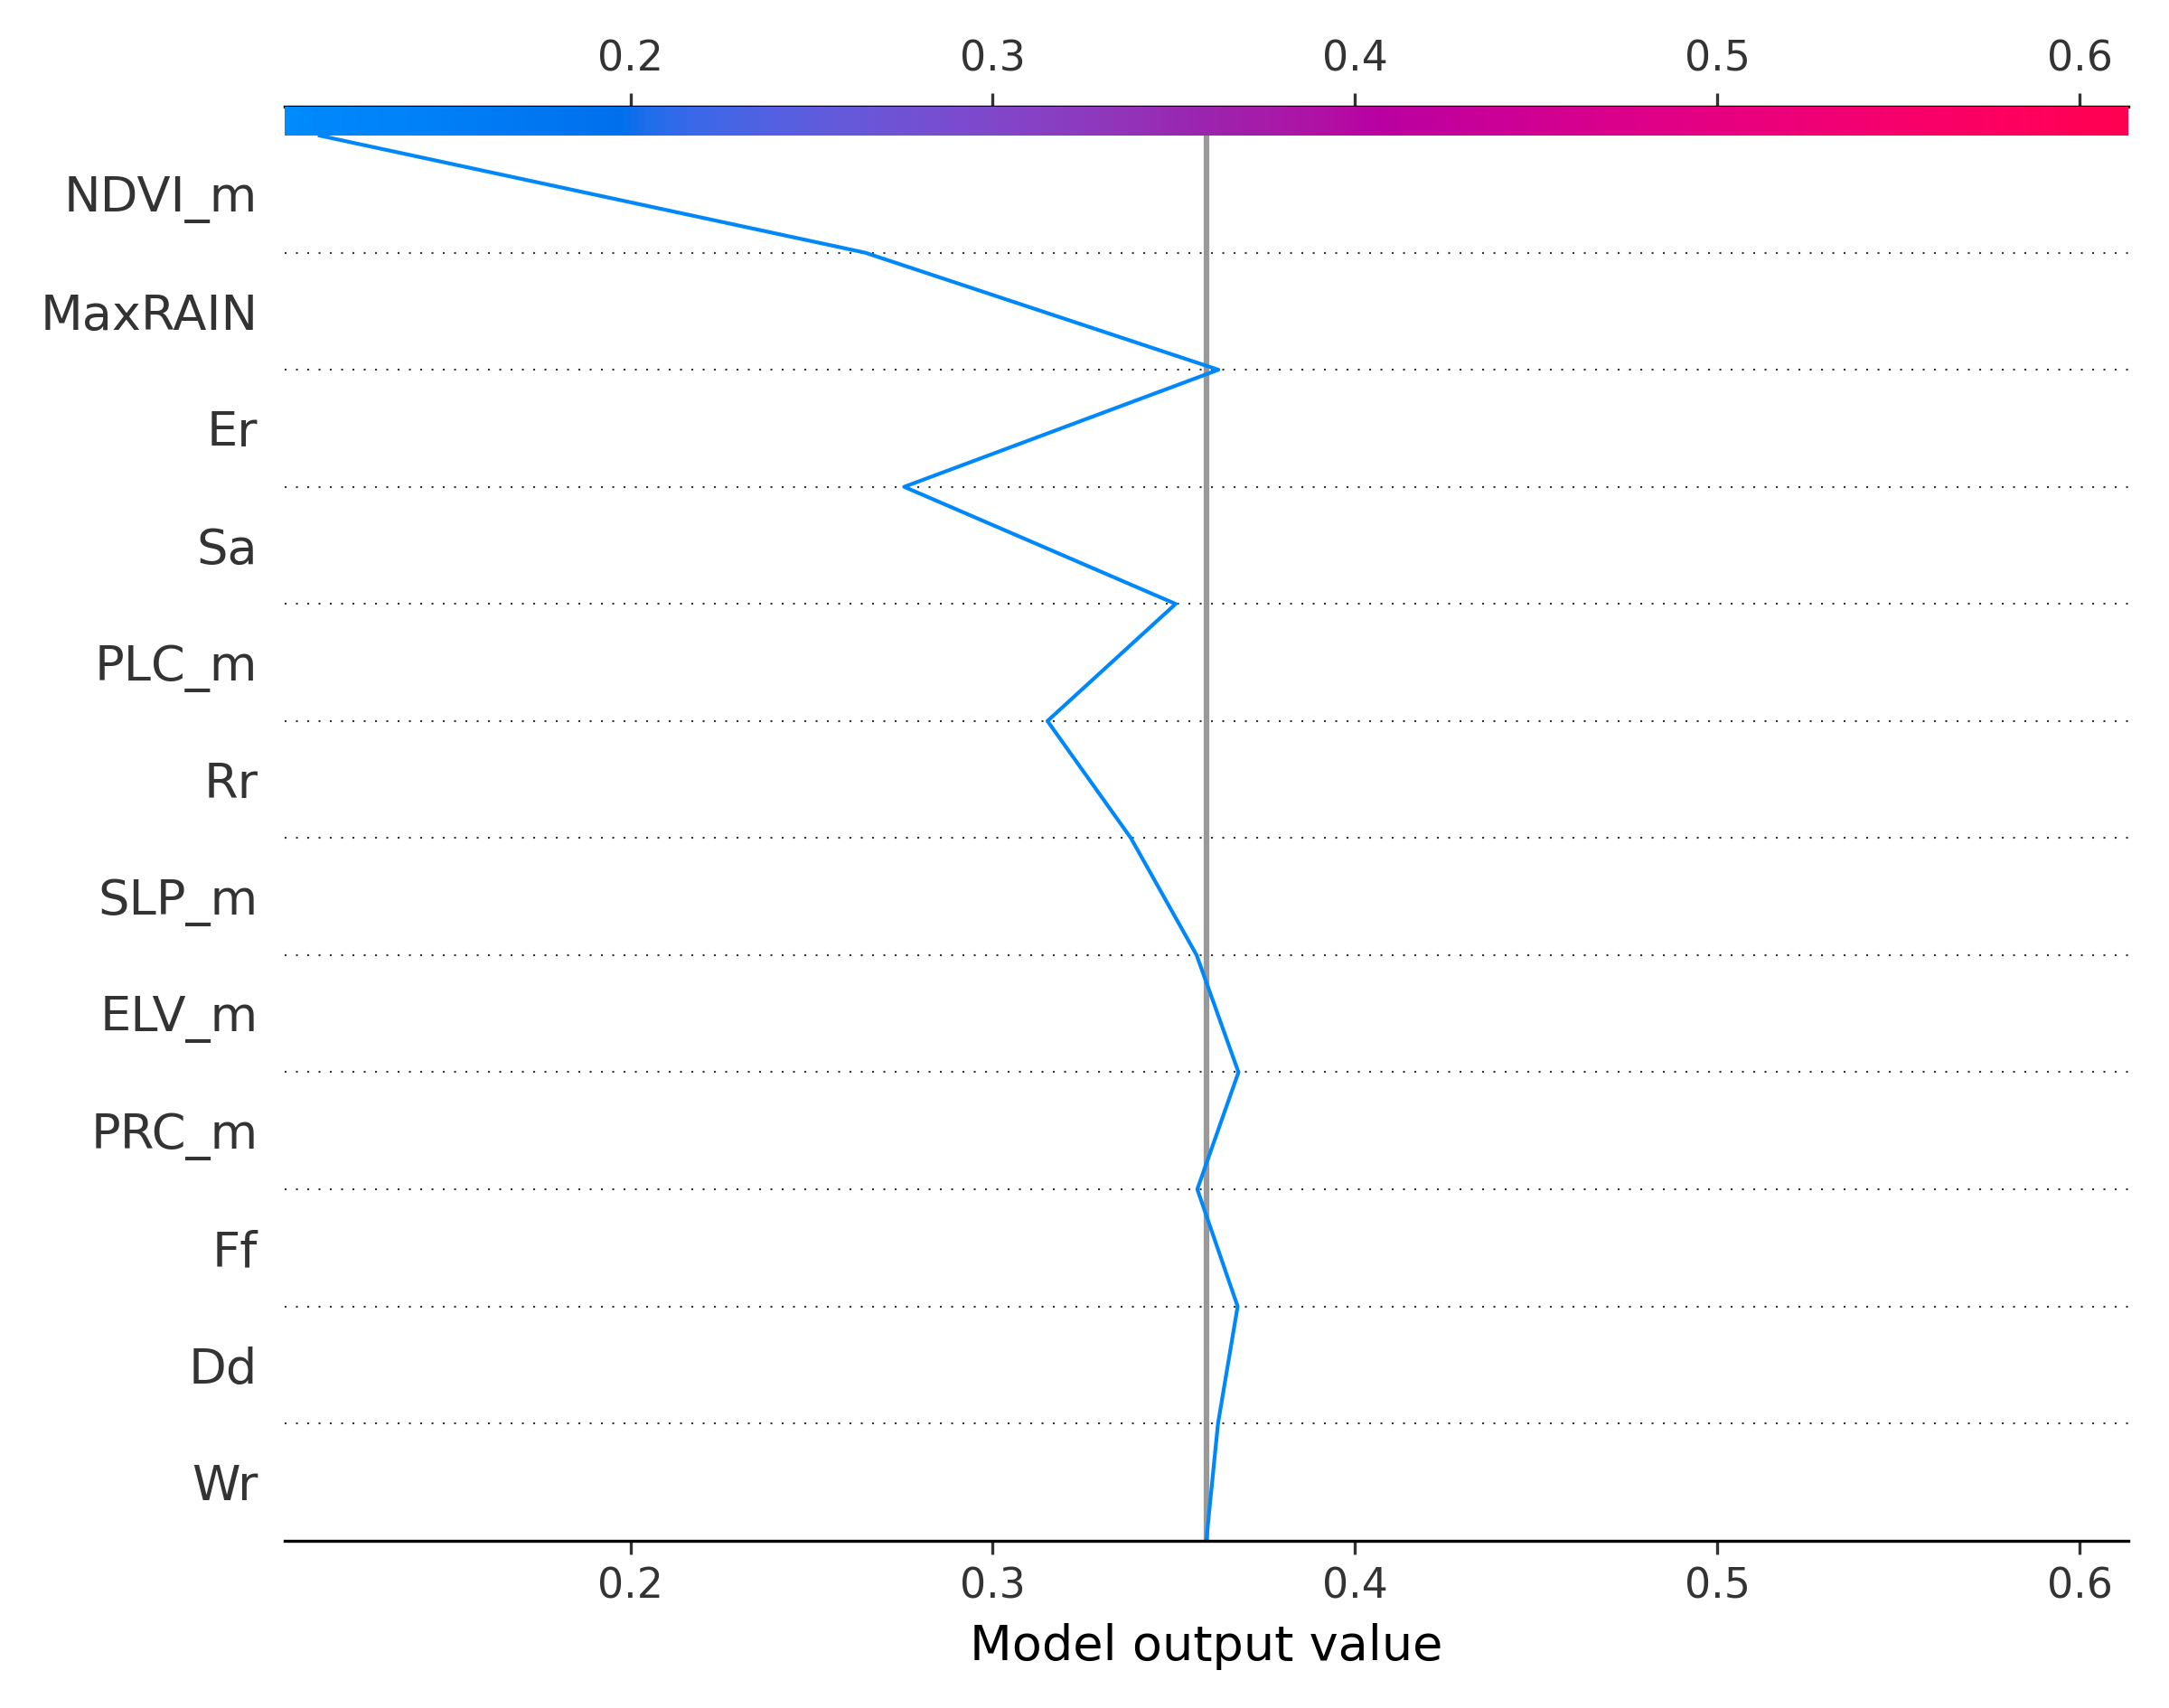 0.2 0.3 0.4 0.5 0.6
NDVI_m
MaxRAIN
Er
Sa
PLC_m
Rr
SLP_m
ELV_m
PRC_m
Ff
Dd
Wr
0.2 0.3 0.4 0.5 0.6
Model output value